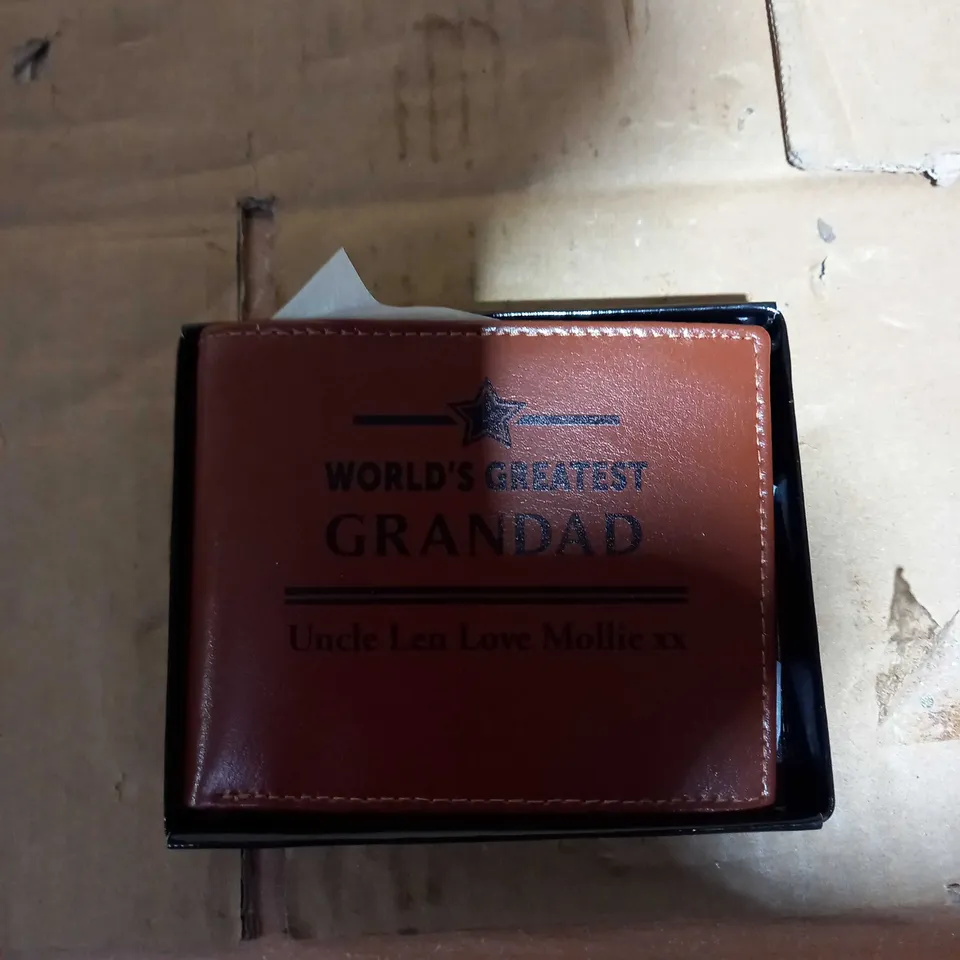 WORLD'S GREATEST
GRANDAD
Uncle Len Love Mollie xx